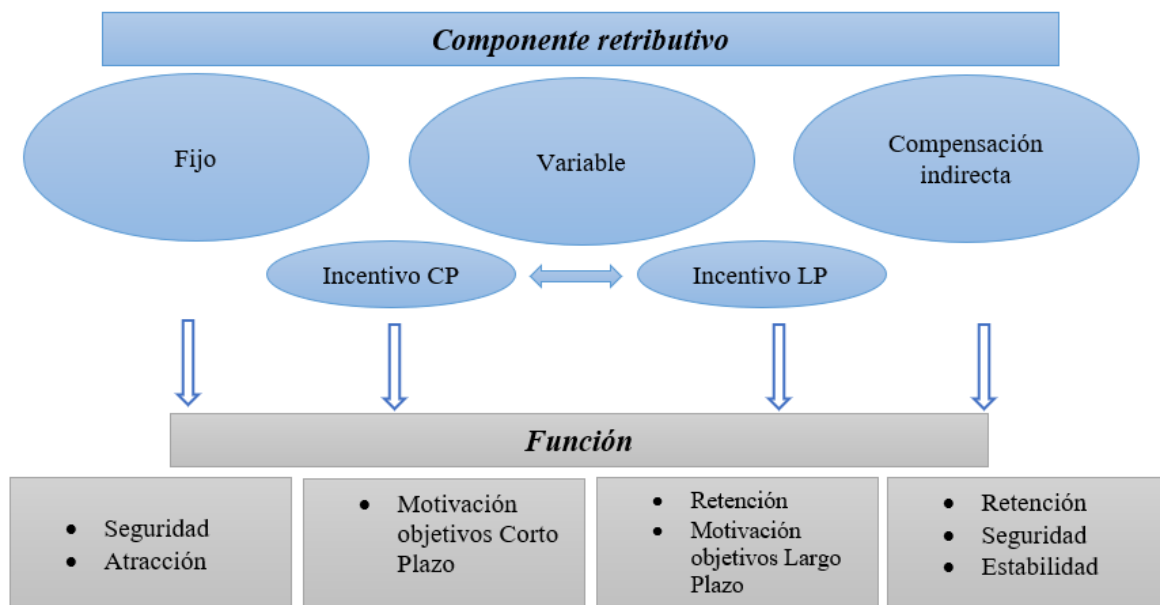 Componente retributivo
Fijo
Variable
Compensación
indirecta
Incentivo CP
Incentivo LP
Función
• Seguridad
• Atracción
• Motivación
objetivos Corto
Plazo
• Retención
• Motivación
objetivos Largo
Plazo
• Retención
• Seguridad
• Estabilidad